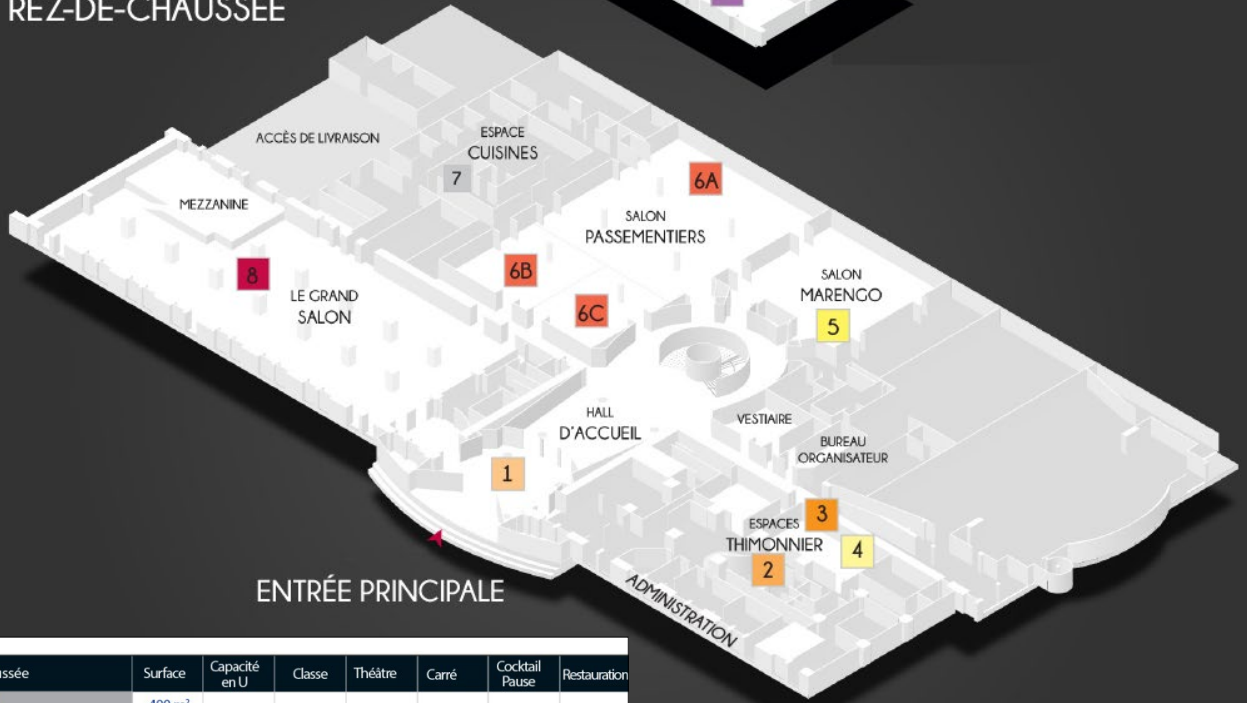 REZ-DE-CHAUSSÉE
ACCÈS DE LIVRAISON
ESPACE
CUISINES
7
6A
MEZZANINE
SALON
PASSEMENTIERS
8
6B
SALON
MARENGO
LE GRAND
SALON
6C
5
HALL
D'ACCUEIL
VESTIAIRE
BUREAU
ORGANISATEUR
1
3
ESPACES
THIMONNIER
4
2
ENTRÉE PRINCIPALE
ADMINISTRATION
ussée Surface Capacité en U Classe Théâtre Carré Cocktail Pause Restauration